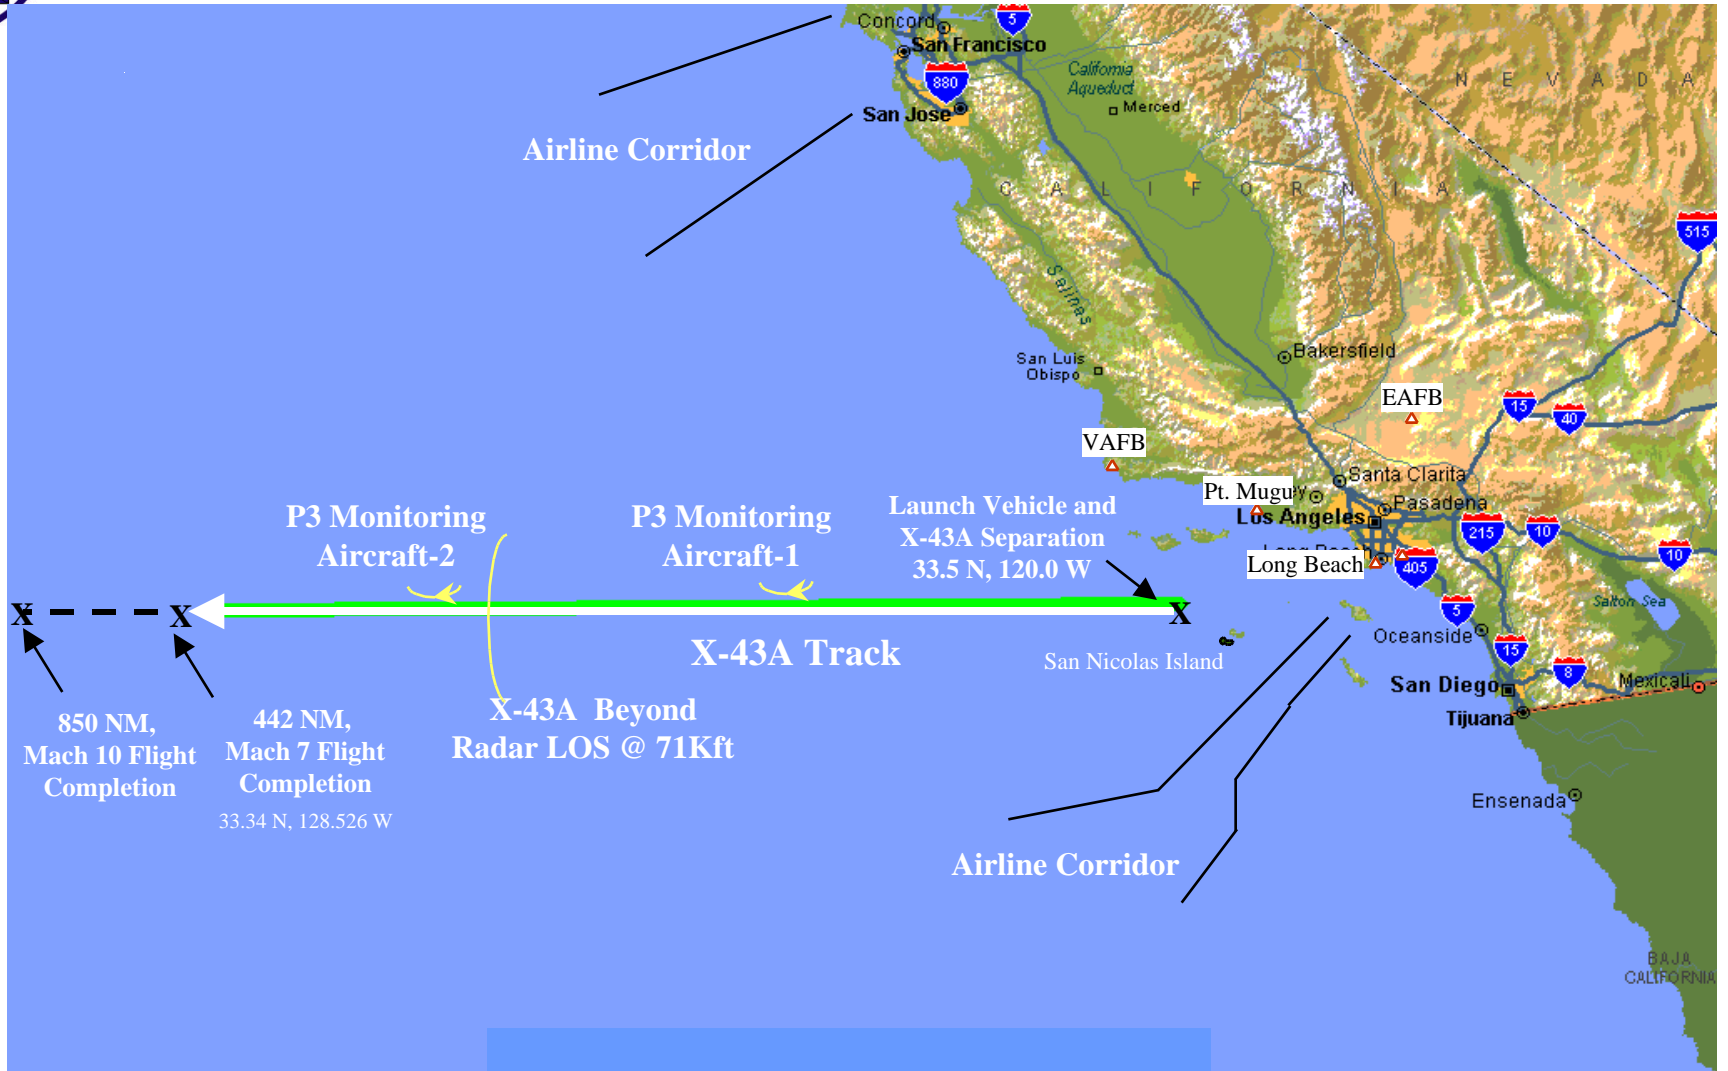 Concord
5
San Francisco
880
California
Aqueduct
NEVADA
Merced
San Jose
Airline Corridor
CALIFORNIA
515
Salinas
San Luis
Obispo
Bakersfield
EAFB
15
40
VAFB
Santa Clarita
Pt. Mugu
Pasadena
Los Angeles
215
10
10
Long Beach
405
Launch Vehicle and
X-43A Separation
33.5 N, 120.0 W
P3 Monitoring
Aircraft-1
P3 Monitoring
Aircraft-2
X
X
X
X-43A Track
San Nicolas Island
Salton Sea
5
Oceanside
15
8
San Diego
Mexicali
Tijuana
X-43A Beyond
Radar LOS @ 71Kft
850 NM,
Mach 10 Flight
Completion
442 NM,
Mach 7 Flight
Completion
33.34 N, 128.526 W
Ensenada
Airline Corridor
BAJA
CALIFORNIA